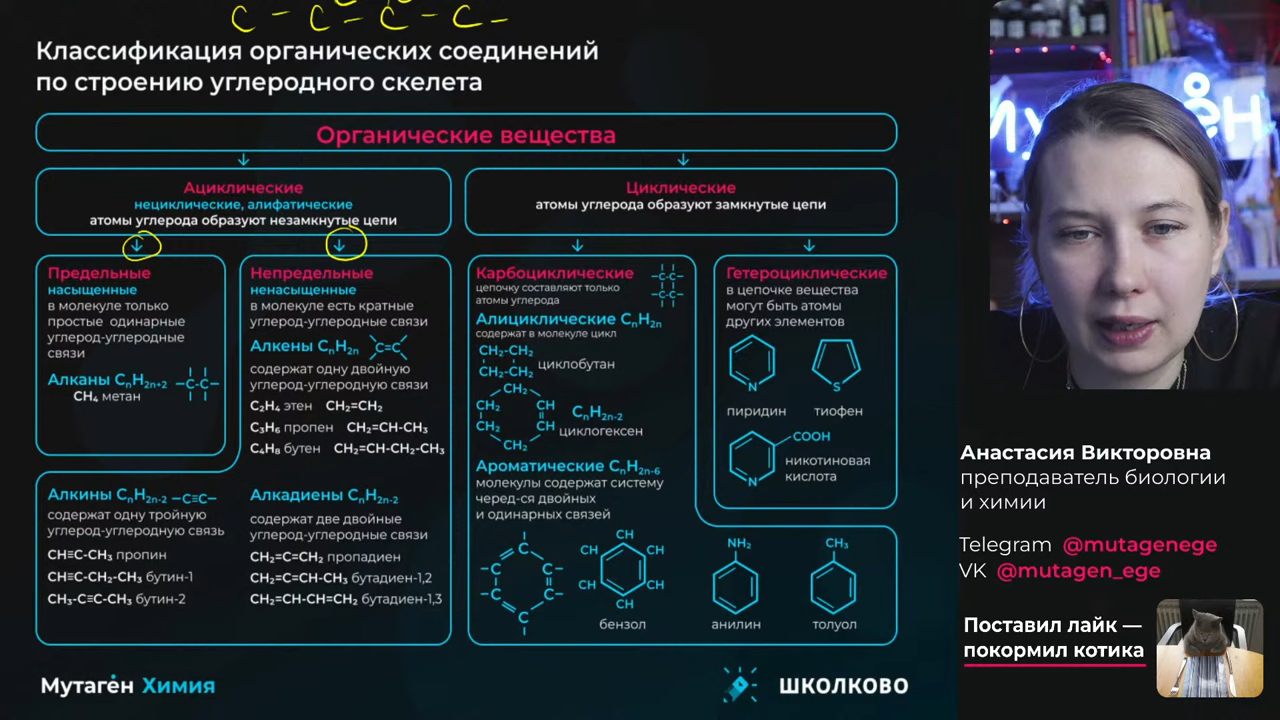 C - C = C - C -
Классификация органических соединений
по строению углеродного скелета
Органические вещества
Ациклические
нециклические, алифатические
атомы углерода образуют незамкнутые цепи
Циклические
атомы углерода образуют замкнутые цепи
Предельные
насыщенные
в молекуле только
простые одинарные
углерод-углеродные
связи
Алканы CₙH₂ₙ₊₂ –C-C–
CH₄ метан
Непредельные
ненасыщенные
в молекуле есть кратные
углерод-углеродные связи
Алкены CₙH₂ₙ C=C
содержат одну двойную
углерод-углеродную связь
C₂H₄ этен CH₂=CH₂
C₃H₆ пропен CH₂=CH-CH₃
C₄H₈ бутен CH₂=CH-CH₂-CH₃
Алкины CₙH₂ₙ₋₂ –C≡C–
содержат одну тройную
углерод-углеродную связь
CH≡C-CH₃ пропин
CH≡C-CH₂-CH₃ бутин-1
CH₃-C≡C-CH₃ бутин-2
Алкадиены CₙH₂ₙ₋₂
содержат две двойные
углерод-углеродные связи
CH₂=C=CH₂ пропадиен
CH₂=C=CH-CH₃ бутадиен-1,2
CH₂=CH-CH=CH₂ бутадиен-1,3
Карбоциклические
цепочку составляют только
атомы углерода
–C-C–
–C-C–
Алициклические CₙH₂ₙ
содержат в молекуле цикл
CH₂-CH₂
CH₂-CH₂ циклобутан
CH₂
CH₂ CH
CH₂ CH
CH₂
CₙH₂ₙ₋₂
циклогексен
Ароматические CₙH₂ₙ₋₆
молекулы содержат систему
черед-ся двойных
и одинарных связей
C
–C C–
–C C–
C
CH
CH CH
CH CH
CH
бензол
NH₂
анилин
CH₃
толуол
Гетероциклические
в цепочке вещества
могут быть атомы
других элементов
N
пиридин
S
тиофен
COOH
N
никотиновая
кислота
Мутаген Химия
ШКОЛКОВО
Анастасия Викторовна
преподаватель биологии
и химии
Telegram @mutagenege
VK @mutagen_ege
Поставил лайк —
покормил котика